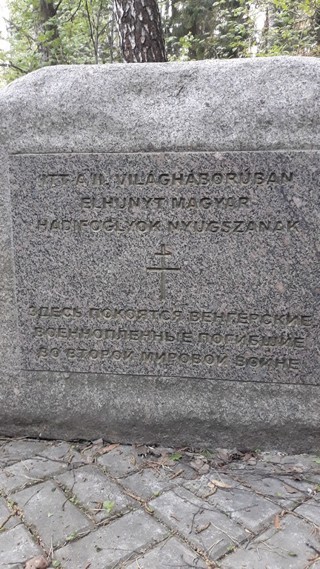 ITT A II. VILÁGHÁBORÚBAN
ELHUNYT MAGYAR
HADIFOGLYOK NYUGSZANAK
ЗДЕСЬ ПОКОЯТСЯ ВЕНГЕРСКИЕ
ВОЕННОПЛЕННЫЕ ПОГИБШИЕ
ВО ВТОРОЙ МИРОВОЙ ВОЙНЕ